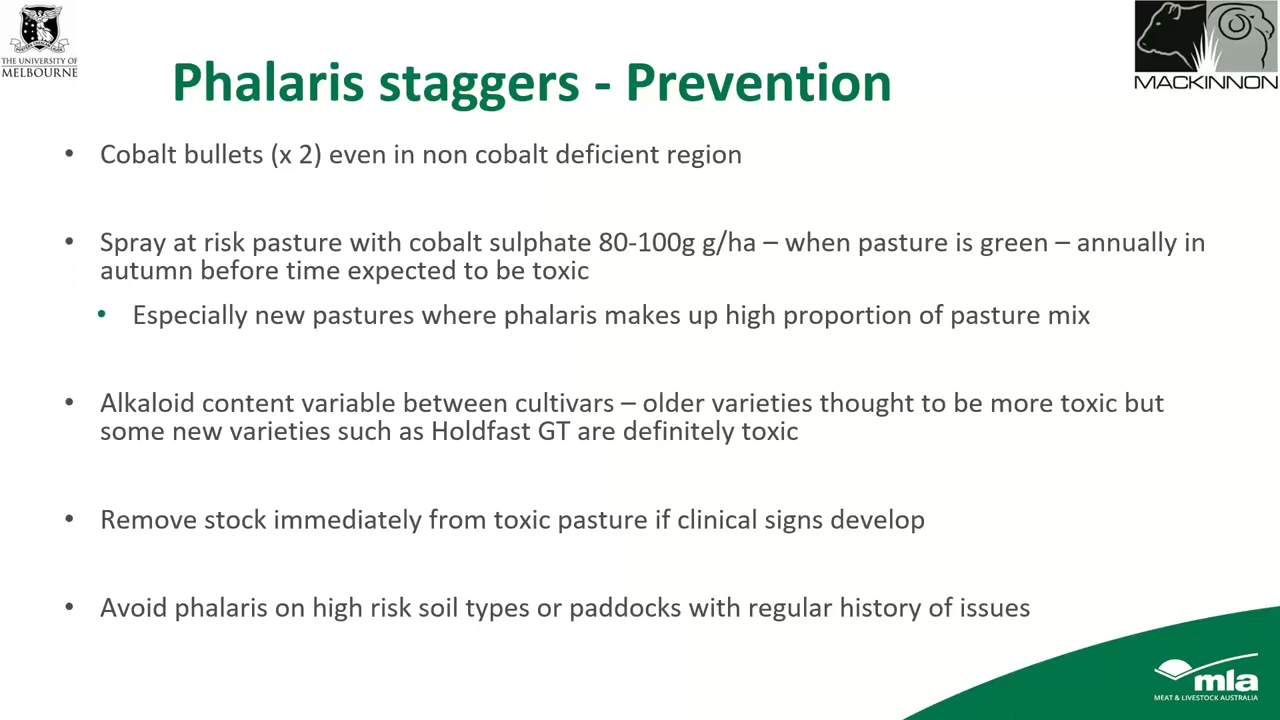 THE UNIVERSITY OF
MELBOURNE
MACKINNON
Phalaris staggers - Prevention
• Cobalt bullets (x 2) even in non cobalt deficient region
• Spray at risk pasture with cobalt sulphate 80-100g g/ha – when pasture is green – annually in
autumn before time expected to be toxic
• Especially new pastures where phalaris makes up high proportion of pasture mix
• Alkaloid content variable between cultivars – older varieties thought to be more toxic but
some new varieties such as Holdfast GT are definitely toxic
• Remove stock immediately from toxic pasture if clinical signs develop
• Avoid phalaris on high risk soil types or paddocks with regular history of issues
mla
MEAT & LIVESTOCK AUSTRALIA